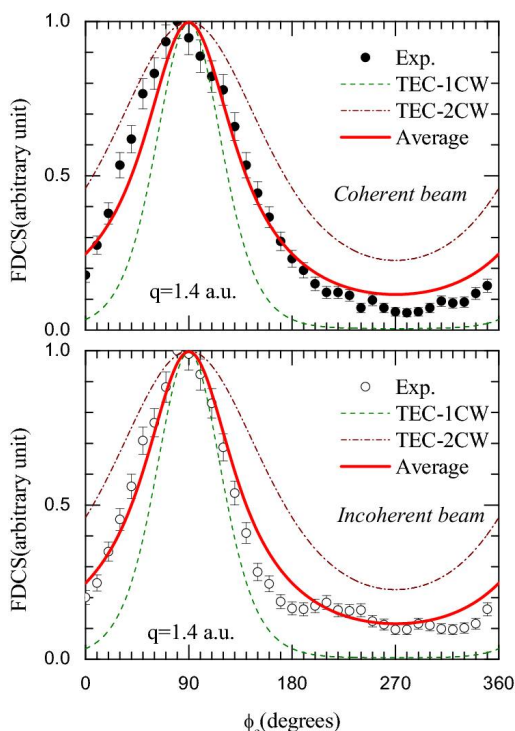 1.0
Exp.
TEC-1CW
TEC-2CW
Average
FDCS(arbitrary unit)
0.5
Coherent beam
q=1.4 a.u.
0.0
1.0
Exp.
TEC-1CW
TEC-2CW
Average
FDCS(arbitrary unit)
0.5
Incoherent beam
q=1.4 a.u.
0.0
0 90 180 270 360
ϕe(degrees)